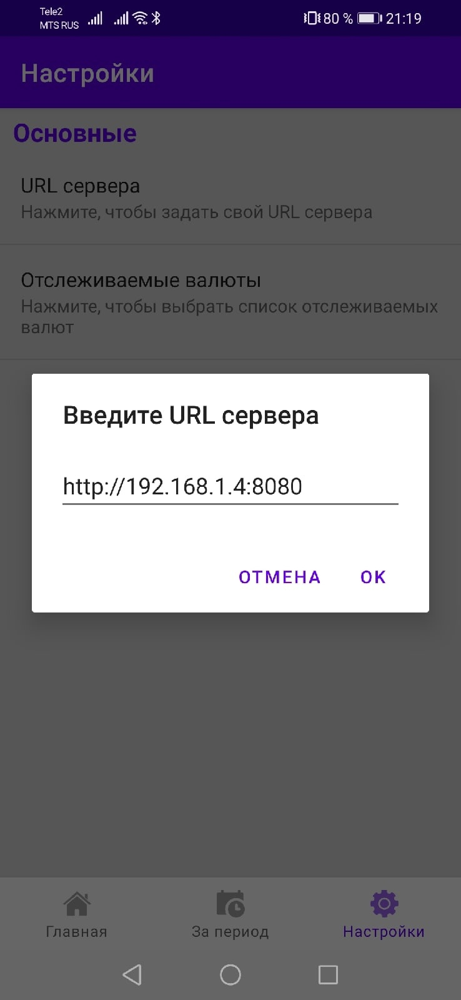 Tele2
MTS RUS
80 %
21:19
Настройки
Основные
URL сервера
Нажмите, чтобы задать свой URL сервера
Отслеживаемые валюты
Нажмите, чтобы выбрать список отслеживаемых
валют
Введите URL сервера
http://192.168.1.4:8080
ОТМЕНА OK
Главная
За период
Настройки